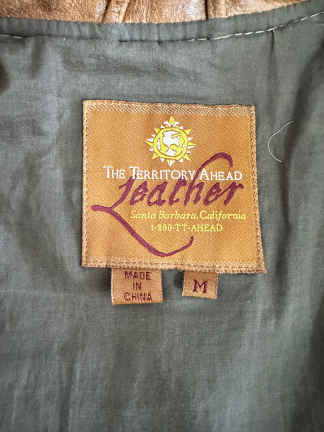 THE TERRITORY AHEAD
Leather
Santa Barbara, California
1-800-TT-AHEAD
MADE
IN
CHINA
M